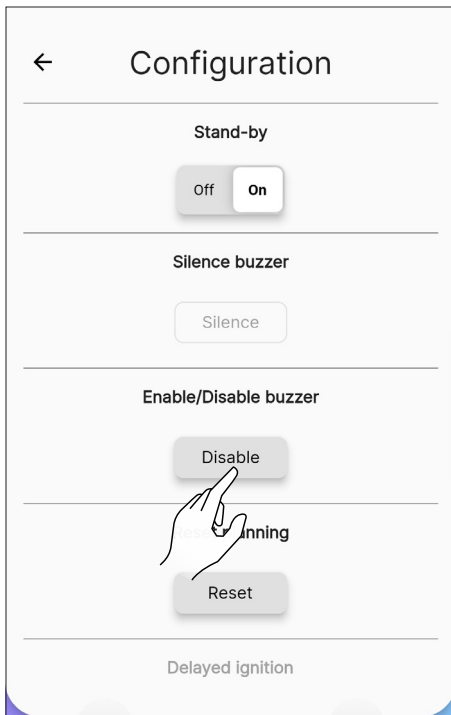 Configuration
Stand-by
Off On
Silence buzzer
Silence
Enable/Disable buzzer
Disable
Reset
Delayed ignition